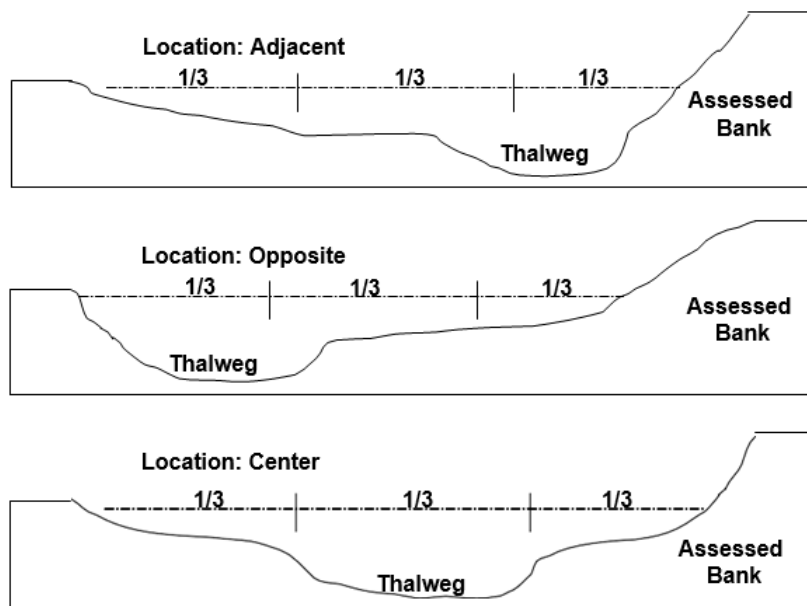 Location: Adjacent
1/3 1/3 1/3
Assessed
Bank
Thalweg
Location: Opposite
1/3 1/3 1/3
Assessed
Bank
Thalweg
Location: Center
1/3 1/3 1/3
Assessed
Bank
Thalweg